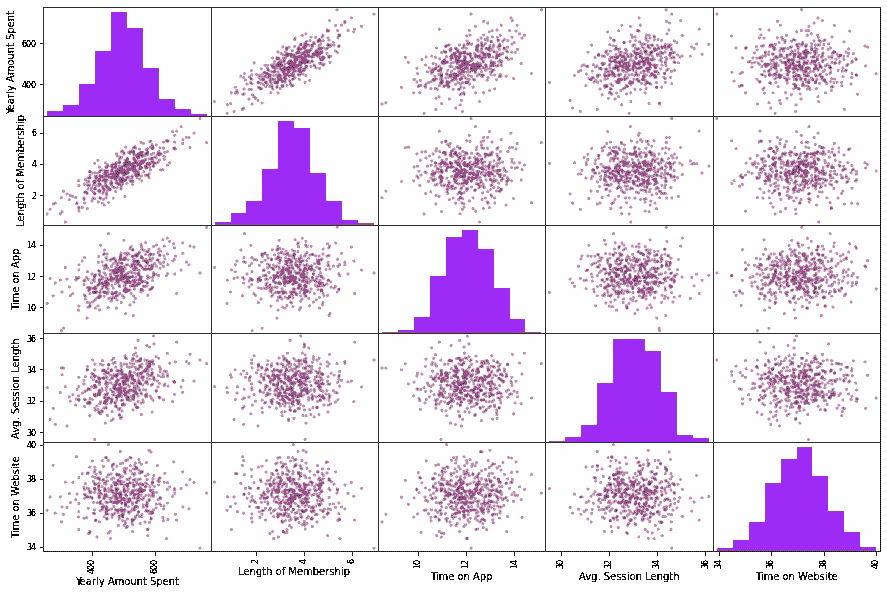 Yearly Amount Spent
600
400
Length of Membership
6
4
2
Time on App
14
12
10
Avg. Session Length
36
34
32
30
Time on Website
40
38
36
34
400 600 2 4 6 10 12 14 30 32 34 36 34 36 38 40
Yearly Amount Spent Length of Membership Time on App Avg. Session Length Time on Website